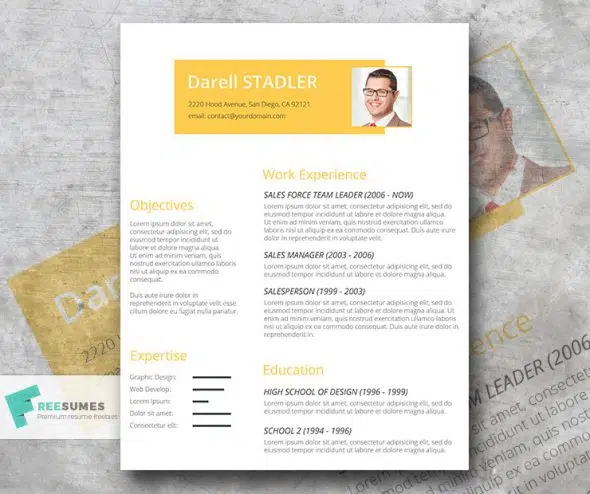 Darell STADLER
2220 Hood Avenue, San Diego, CA 92121
email: contact@yourdomain.com
Objectives
Lorem ipsum dolor sit amet,
consectetur adipiscing elit, sed
do eiusmod tempor incididunt
ut labore et dolore magna
aliqua. Ut enim ad minim
veniam, quis nostrud
exercitation ullamco laboris nisi
ut aliquip ex ea commodo
consequat.
Duis aute irure dolor in
reprehenderit in voluptate velit esse
cillum dolore eu fugiat nulla pariatur.
Expertise
Graphic Design:
Web Develop:
Lorem Ipsum:
Dolor sit amet:
Consectetur elit:
Work Experience
SALES FORCE TEAM LEADER (2006 - NOW)
Lorem ipsum dolor sit amet, consectetur adipiscing elit, sed do
eiusmod tempor incididunt ut labore et dolore magna aliqua. Ut
enim ad minim veniam, quis nostrud exercitation ullamco laboris
nisi ut aliquip ex ea commodo consequat. Duis aute irure dolor in
reprehenderit in voluptate velit.
SALES MANAGER (2003 - 2006)
Lorem ipsum dolor sit amet, consectetur adipiscing elit, sed do
eiusmod tempor incididunt ut labore et dolore magna aliqua.
SALESPERSON (1999 - 2003)
Lorem ipsum dolor sit amet, consectetur adipiscing elit, sed do
eiusmod tempor incididunt ut labore et dolore magna aliqua. Ut
enim ad minim veniam, quis nostrud exercitation ullamco laboris
nisi ut aliquip ex ea commodo consequat. Duis aute irure dolor in
reprehenderit in voluptate velit.
Education
HIGH SCHOOL OF DESIGN (1996 - 1999)
Lorem ipsum dolor sit amet, consectetur adipiscing elit, sed do
eiusmod tempor incididunt ut labore et dolore magna aliqua.
SCHOOL 2 (1994 - 1996)
Lorem ipsum dolor sit amet, consectetur adipiscing elit, sed do
eiusmod tempor incididunt ut labore et dolore magna aliqua.
FREESUMES
Premium resume freebies
Dar
2220
ence
M LEADER (2006